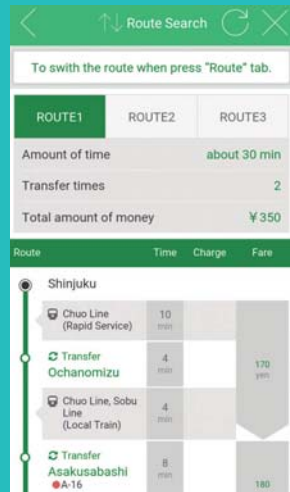 Route Search
To swith the route when press "Route" tab.
ROUTE1 ROUTE2 ROUTE3
Amount of time about 30 min
Transfer times 2
Total amount of money ¥350
Route Time Charge Fare
Shinjuku
Chuo Line 10
(Rapid Service) min
Transfer 4
Ochanomizu min
170
yen
Chuo Line, Sobu 4
Line min
(Local Train)
Transfer 8
Asakusabashi min
A-16 180